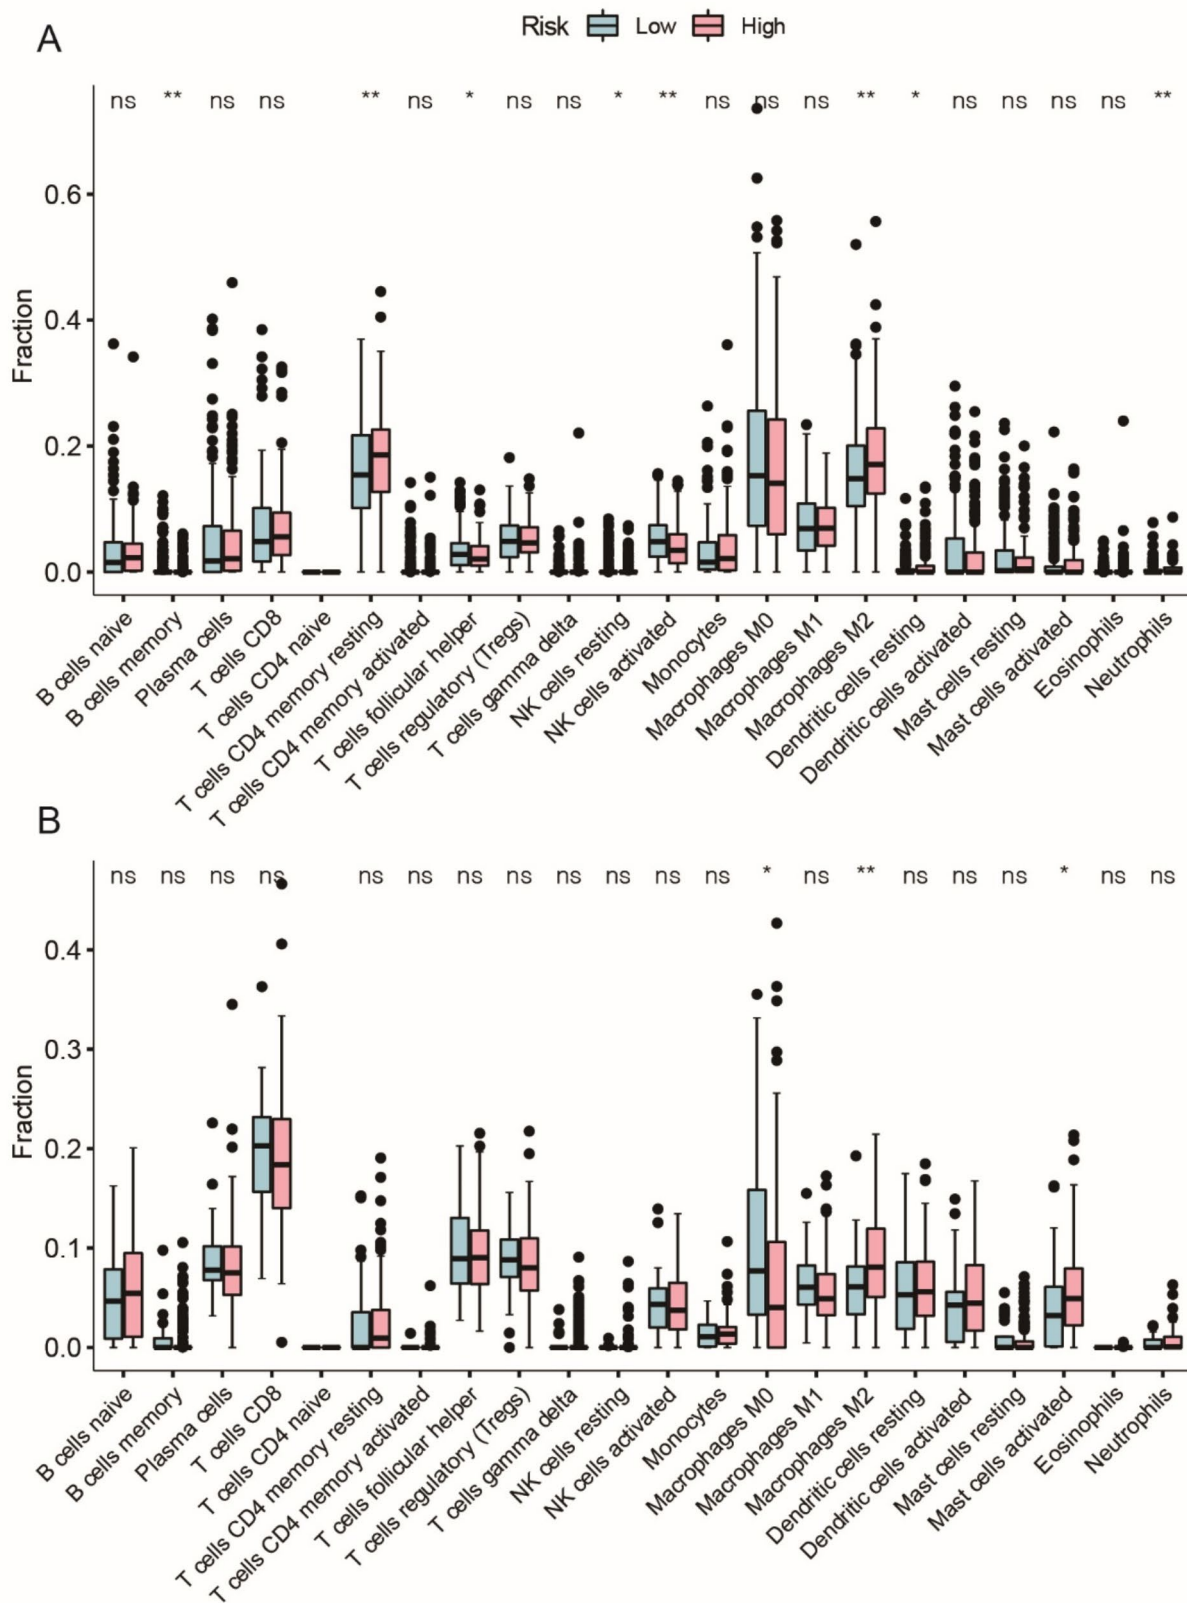 A
Risk Low High
ns ** ns ns ** ns * ns ns * ** ns ns ns ** * ns ns ns ns **
Fraction
0.6
0.4
0.2
0.0
B cells naive
B cells memory
Plasma cells
T cells CD8
T cells CD4 naive
T cells CD4 memory resting
T cells CD4 memory activated
T cells follicular helper
T cells regulatory (Tregs)
T cells gamma delta
NK cells resting
NK cells activated
Monocytes
Macrophages M0
Macrophages M1
Macrophages M2
Dendritic cells resting
Dendritic cells activated
Mast cells resting
Mast cells activated
Eosinophils
Neutrophils
B
ns ns ns ns ns ns ns ns ns ns ns ns * ns ** ns ns ns * ns ns
Fraction
0.4
0.3
0.2
0.1
0.0
B cells naive
B cells memory
Plasma cells
T cells CD8
T cells CD4 naive
T cells CD4 memory resting
T cells CD4 memory activated
T cells follicular helper
T cells regulatory (Tregs)
T cells gamma delta
NK cells resting
NK cells activated
Monocytes
Macrophages M0
Macrophages M1
Macrophages M2
Dendritic cells resting
Dendritic cells activated
Mast cells resting
Mast cells activated
Eosinophils
Neutrophils